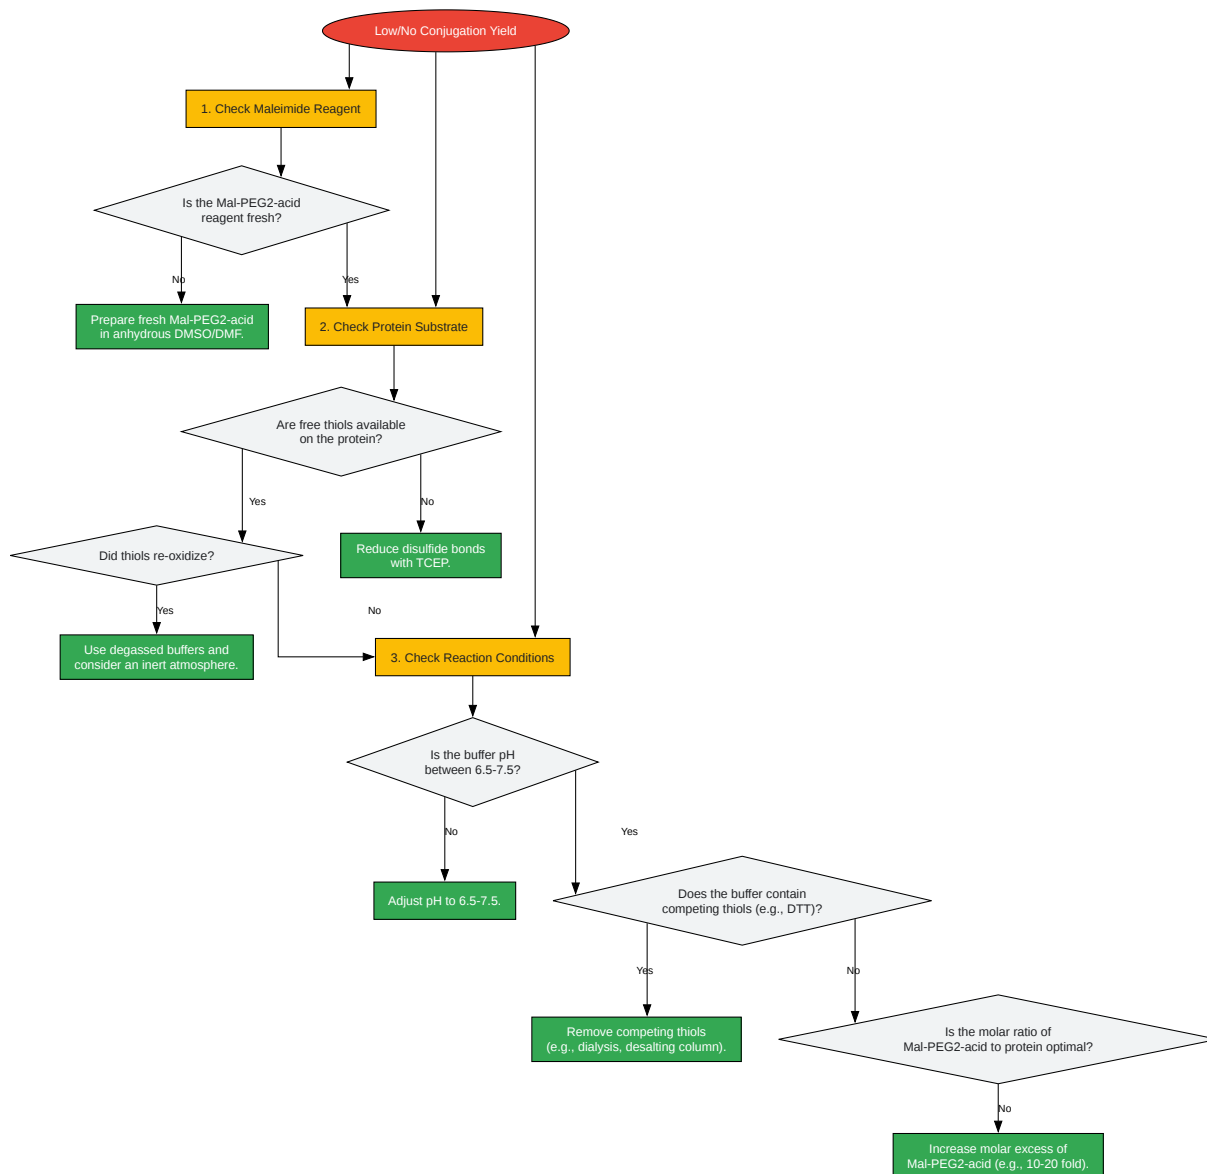 Low/No Conjugation Yield
1. Check Maleimide Reagent
Is the Mal-PEG2-acid
reagent fresh?
No
Yes
Prepare fresh Mal-PEG2-acid
in anhydrous DMSO/DMF.
2. Check Protein Substrate
Are free thiols available
on the protein?
Yes
No
Did thiols re-oxidize?
Reduce disulfide bonds
with TCEP.
Yes
No
Use degassed buffers and
consider an inert atmosphere.
3. Check Reaction Conditions
Is the buffer pH
between 6.5-7.5?
No
Yes
Adjust pH to 6.5-7.5.
Does the buffer contain
competing thiols (e.g., DTT)?
Yes
No
Remove competing thiols
(e.g., dialysis, desalting column).
Is the molar ratio of
Mal-PEG2-acid to protein optimal?
No
Increase molar excess of
Mal-PEG2-acid (e.g., 10-20 fold).